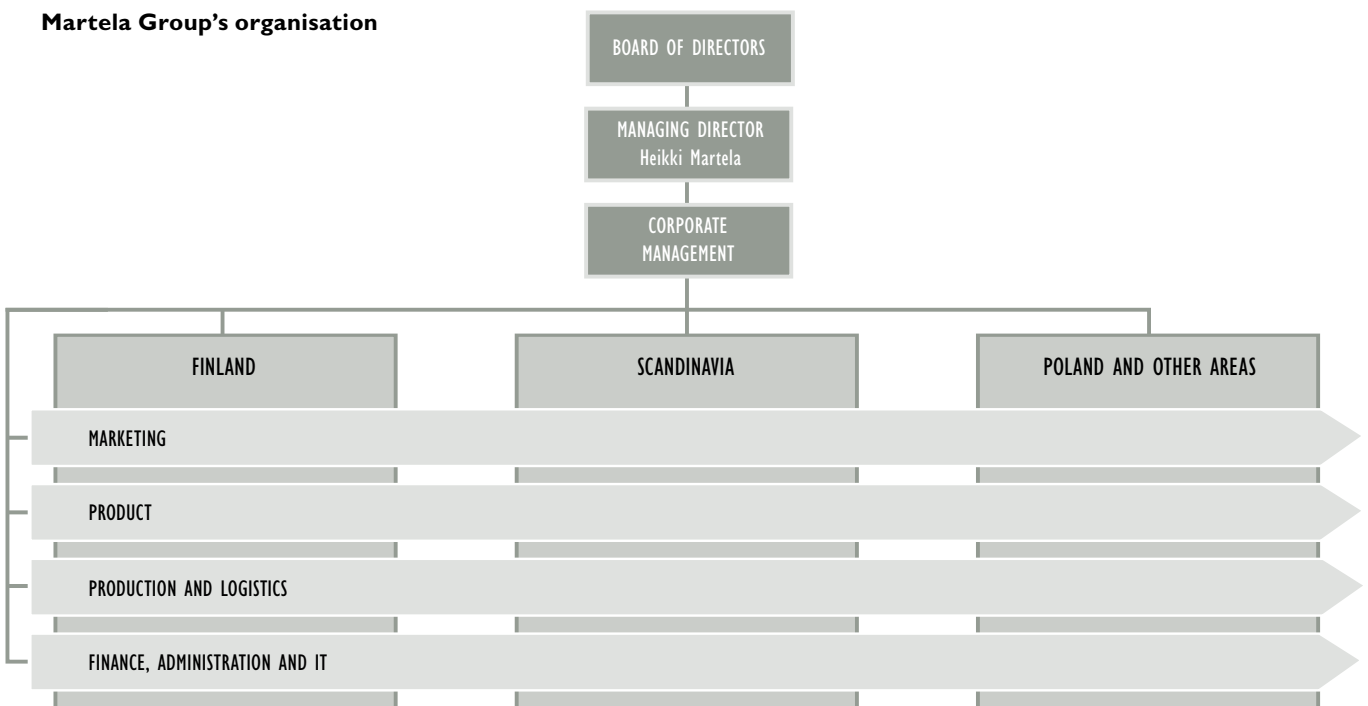 Martela Group's organisation
BOARD OF DIRECTORS
MANAGING DIRECTOR
Heikki Martela
CORPORATE
MANAGEMENT
FINLAND
SCANDINAVIA
POLAND AND OTHER AREAS
MARKETING
PRODUCT
PRODUCTION AND LOGISTICS
FINANCE, ADMINISTRATION AND IT